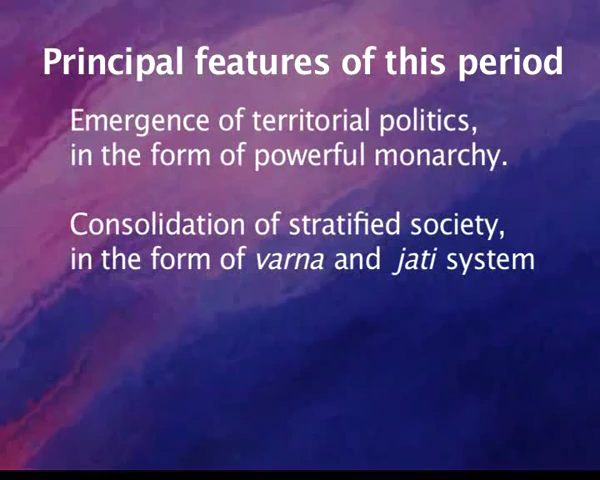 Principal features of this period
Emergence of territorial politics,
in the form of powerful monarchy.
Consolidation of stratified society,
in the form of varna and jati system